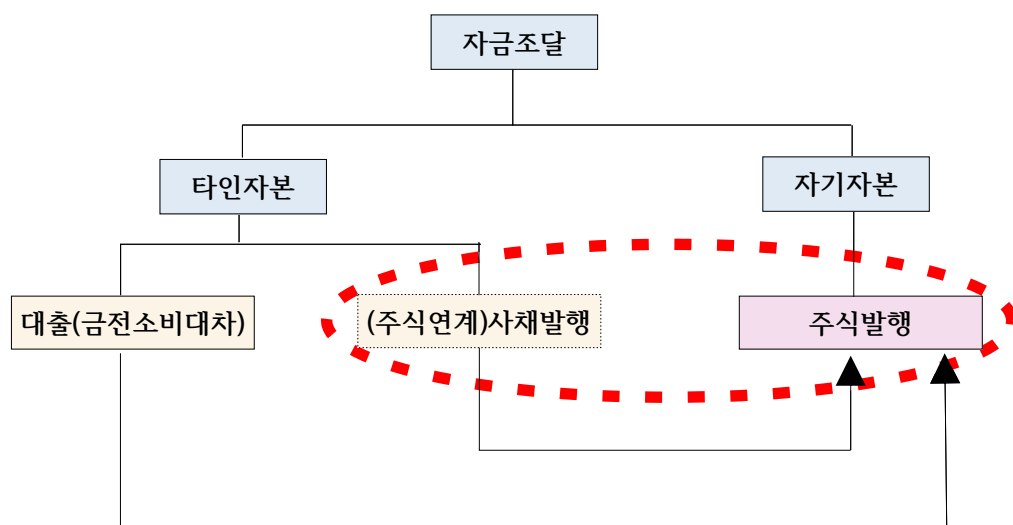 자금조달
타인자본
자기자본
대출(금전소비대차)
(주식연계)사채발행
주식발행